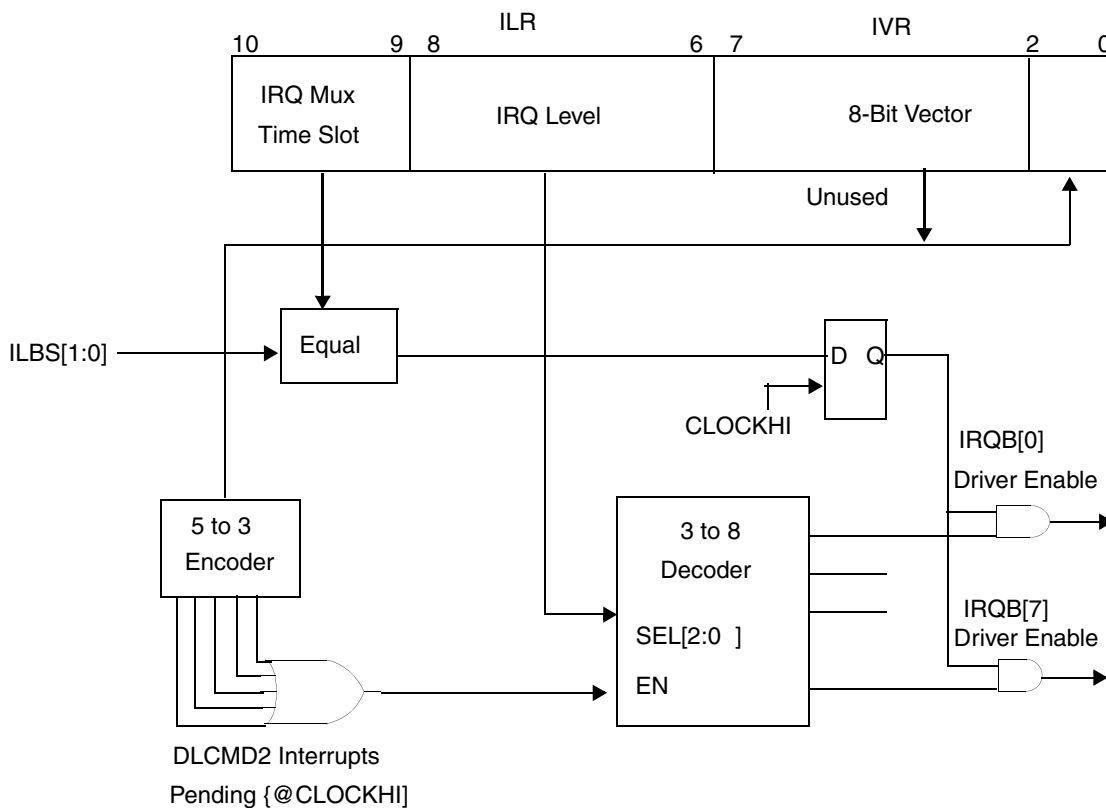 ILR
IVR
10
9
8
6
7
2
0
IRQ Mux
Time Slot
IRQ Level
8-Bit Vector
Unused
ILBS[1:0]
Equal
D
Q
CLOCKHI
IRQB[0]
Driver Enable
5 to 3
Encoder
3 to 8
Decoder
SEL[2:0 ]
EN
IRQB[7]
Driver Enable
DLCMD2 Interrupts
Pending {@CLOCKHI]